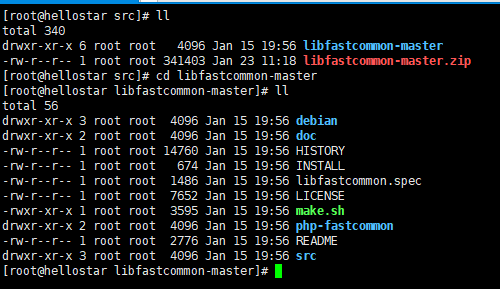 [root@hellostar src]# ll
total 340
drwxr-xr-x 6 root root   4096 Jan 15 19:56 libfastcommon-master
-rw-r--r-- 1 root root 341403 Jan 23 11:18 libfastcommon-master.zip
[root@hellostar src]# cd libfastcommon-master
[root@hellostar libfastcommon-master]# ll
total 56
drwxr-xr-x 3 root root  4096 Jan 15 19:56 debian
drwxr-xr-x 2 root root  4096 Jan 15 19:56 doc
-rw-r--r-- 1 root root 14760 Jan 15 19:56 HISTORY
-rw-r--r-- 1 root root   674 Jan 15 19:56 INSTALL
-rw-r--r-- 1 root root  1486 Jan 15 19:56 libfastcommon.spec
-rw-r--r-- 1 root root  7652 Jan 15 19:56 LICENSE
-rwxr-xr-x 1 root root  3595 Jan 15 19:56 make.sh
drwxr-xr-x 2 root root  4096 Jan 15 19:56 php-fastcommon
-rw-r--r-- 1 root root  2776 Jan 15 19:56 README
drwxr-xr-x 3 root root  4096 Jan 15 19:56 src
[root@hellostar libfastcommon-master]#